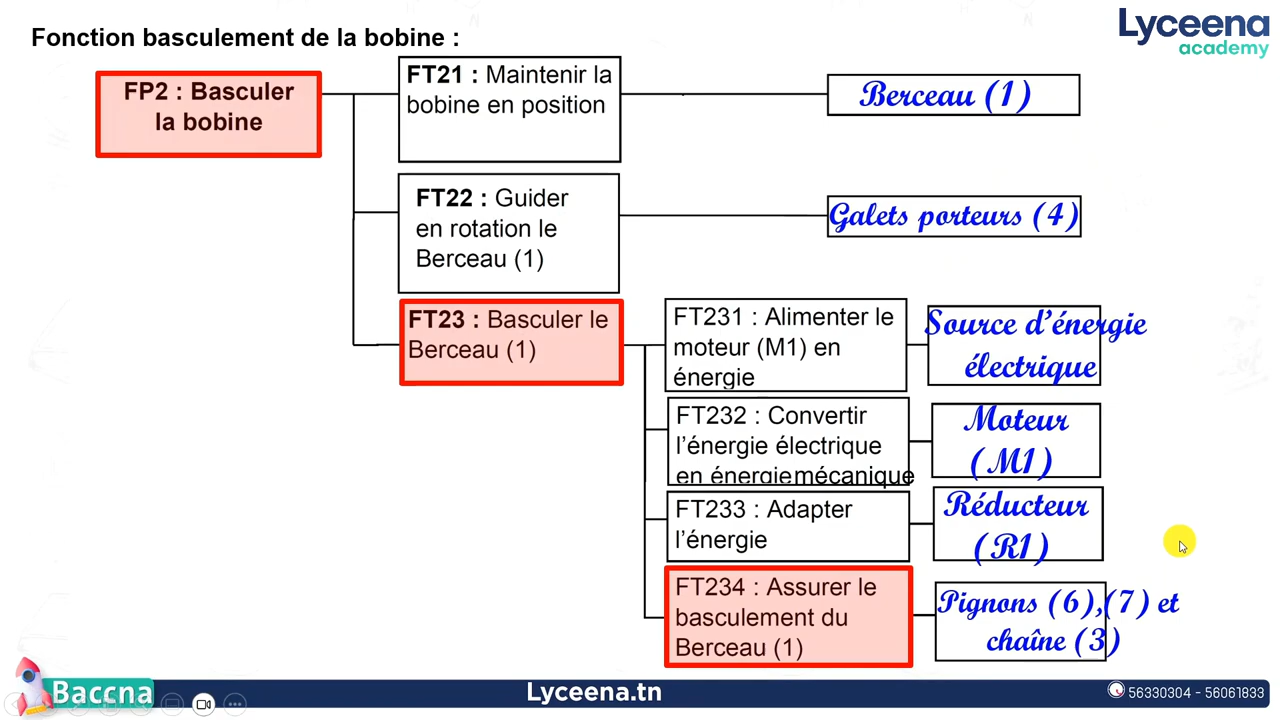 Fonction basculement de la bobine :
Lyceena
academy
FP2 : Basculer
la bobine
FT21 : Maintenir la
bobine en position
Berceau (1)
FT22 : Guider
en rotation le
Berceau (1)
Galets porteurs (4)
FT23 : Basculer le
Berceau (1)
FT231 : Alimenter le
moteur (M1) en
énergie
Source d'énergie
électrique
FT232 : Convertir
l'énergie électrique
en énergie mécanique
Moteur
(M1)
FT233 : Adapter
l'énergie
Réducteur
(R1)
FT234 : Assurer le
basculement du
Berceau (1)
Pignons (6),(7) et
chaîne (3)
Baccna
Lyceena.tn
56330304 - 56061833